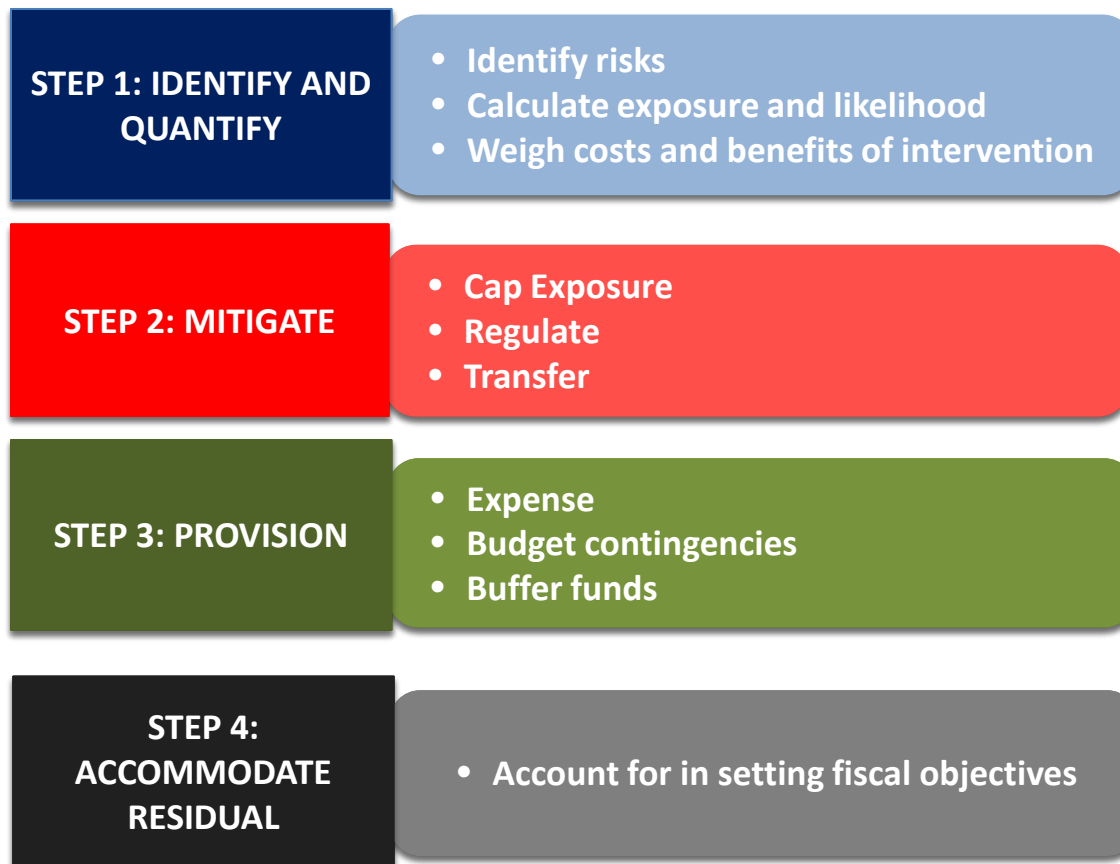 STEP 1: IDENTIFY AND
QUANTIFY
• Identify risks
• Calculate exposure and likelihood
• Weigh costs and benefits of intervention
STEP 2: MITIGATE
• Cap Exposure
• Regulate
• Transfer
STEP 3: PROVISION
• Expense
• Budget contingencies
• Buffer funds
STEP 4:
ACCOMMODATE
RESIDUAL
• Account for in setting fiscal objectives